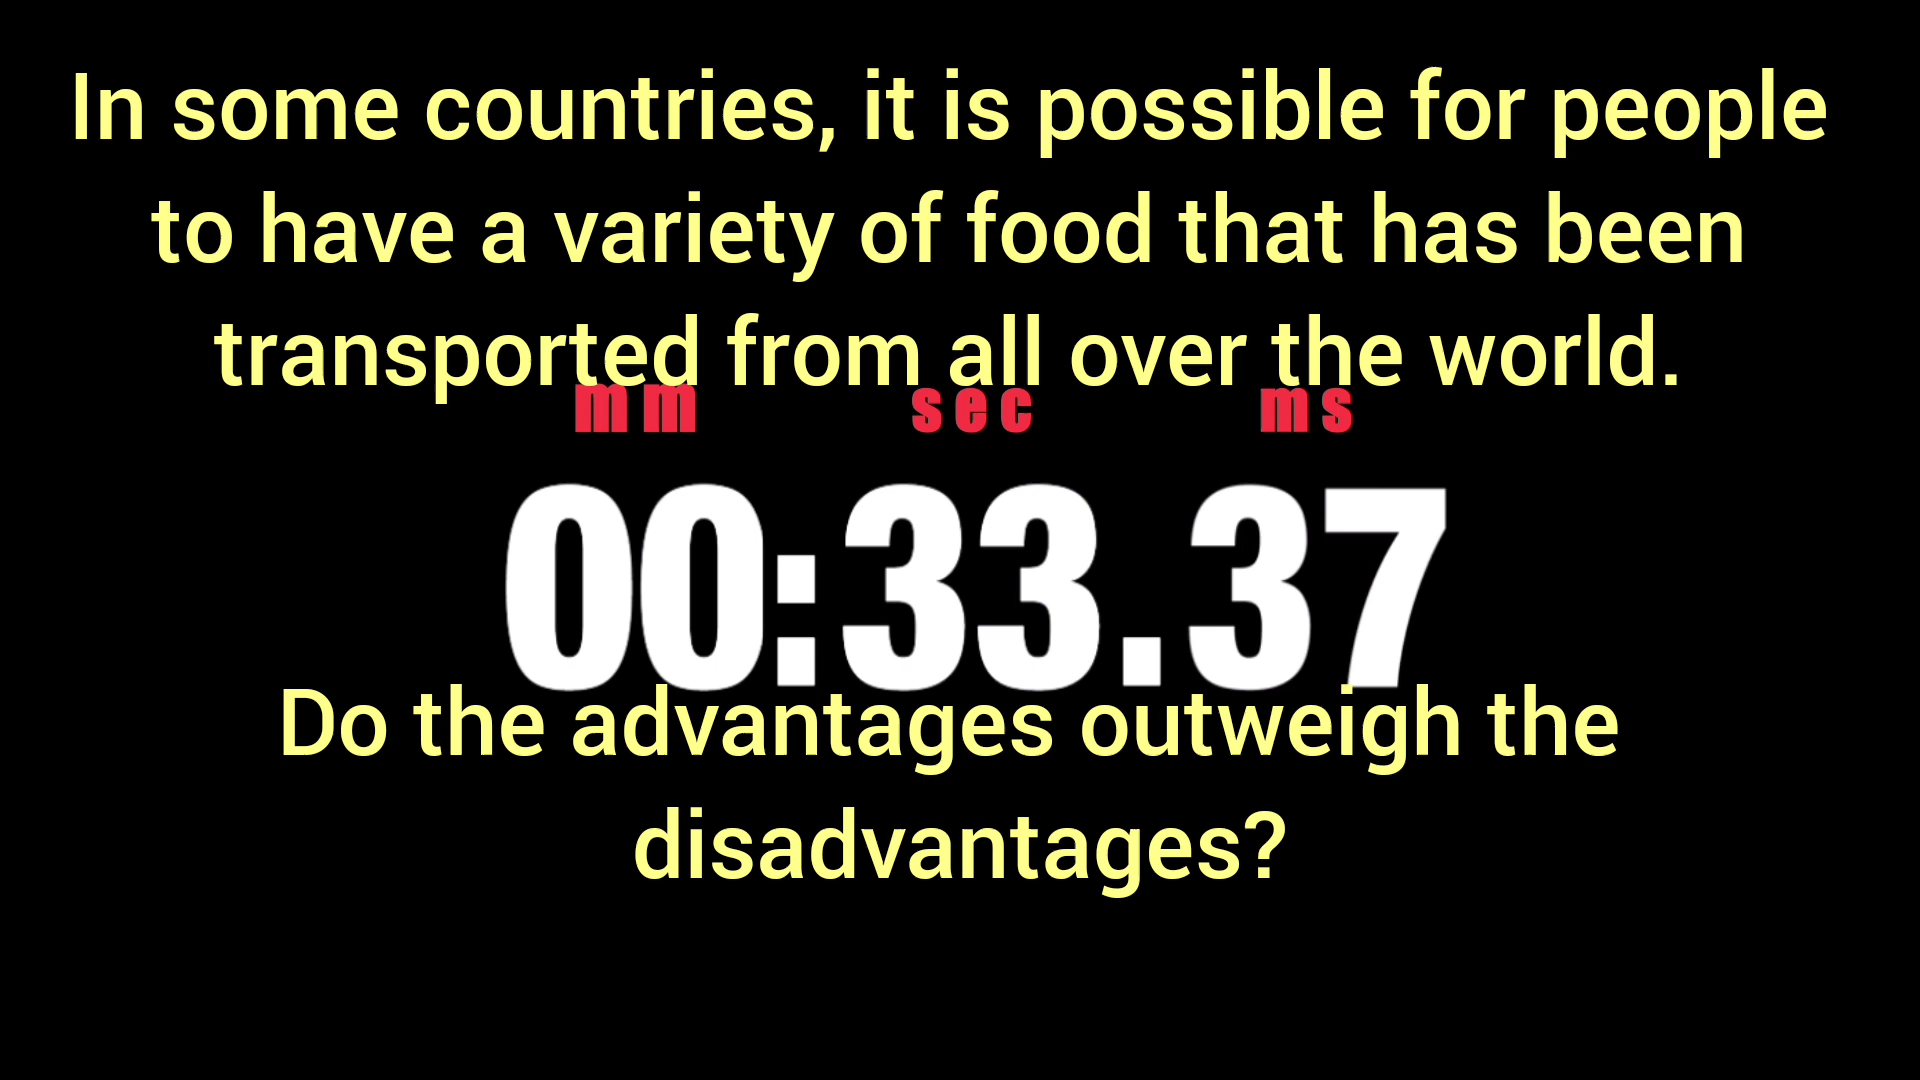 In some countries, it is possible for people
to have a variety of food that has been
transported from all over the world.
mm sec ms
00:33.37
Do the advantages outweigh the
disadvantages?